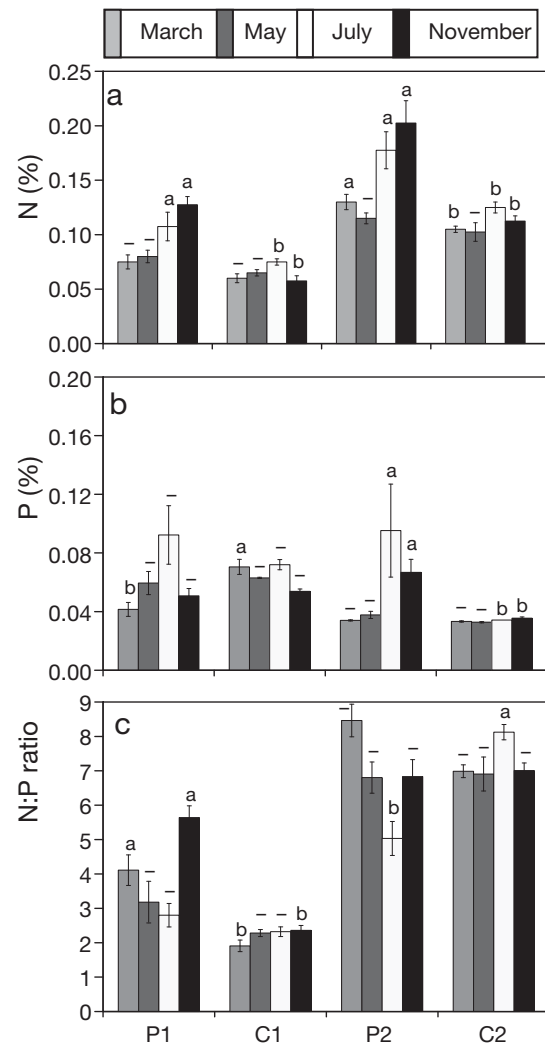 March May July November
a
N (%)
0.25
0.20
0.15
0.10
0.05
0.00
– – a a
– – b b
a – a a
b – b b
b
P (%)
0.20
0.16
0.12
0.08
0.04
0.00
b – – –
a – – –
– – a a
– – b b
c
N:P ratio
9
8
7
6
5
4
3
2
1
0
a – – a
b – – b
– – b –
– – a –
P1 C1 P2 C2